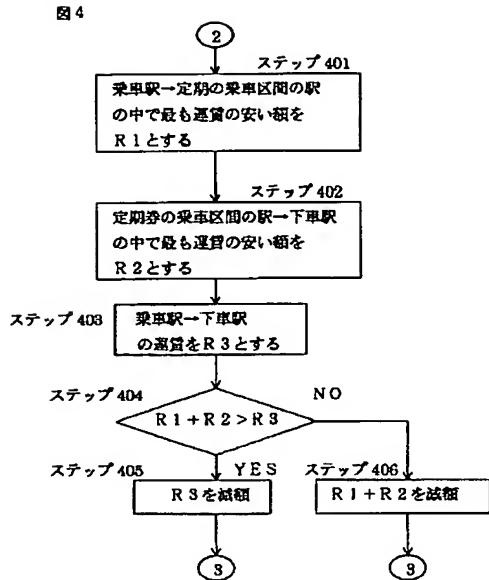 図4
2
ステップ401
乗車駅→定期の乗車区間の駅
の中で最も運賃の安い額を
R1とする
ステップ402
定期券の乗車区間の駅→下車駅
の中で最も運賃の安い額を
R2とする
ステップ403
乗車駅→下車駅
の運賃をR3とする
ステップ404
R1+R2>R3
NO
ステップ405
YES
ステップ406
R3を減額
R1+R2を減額
3
3